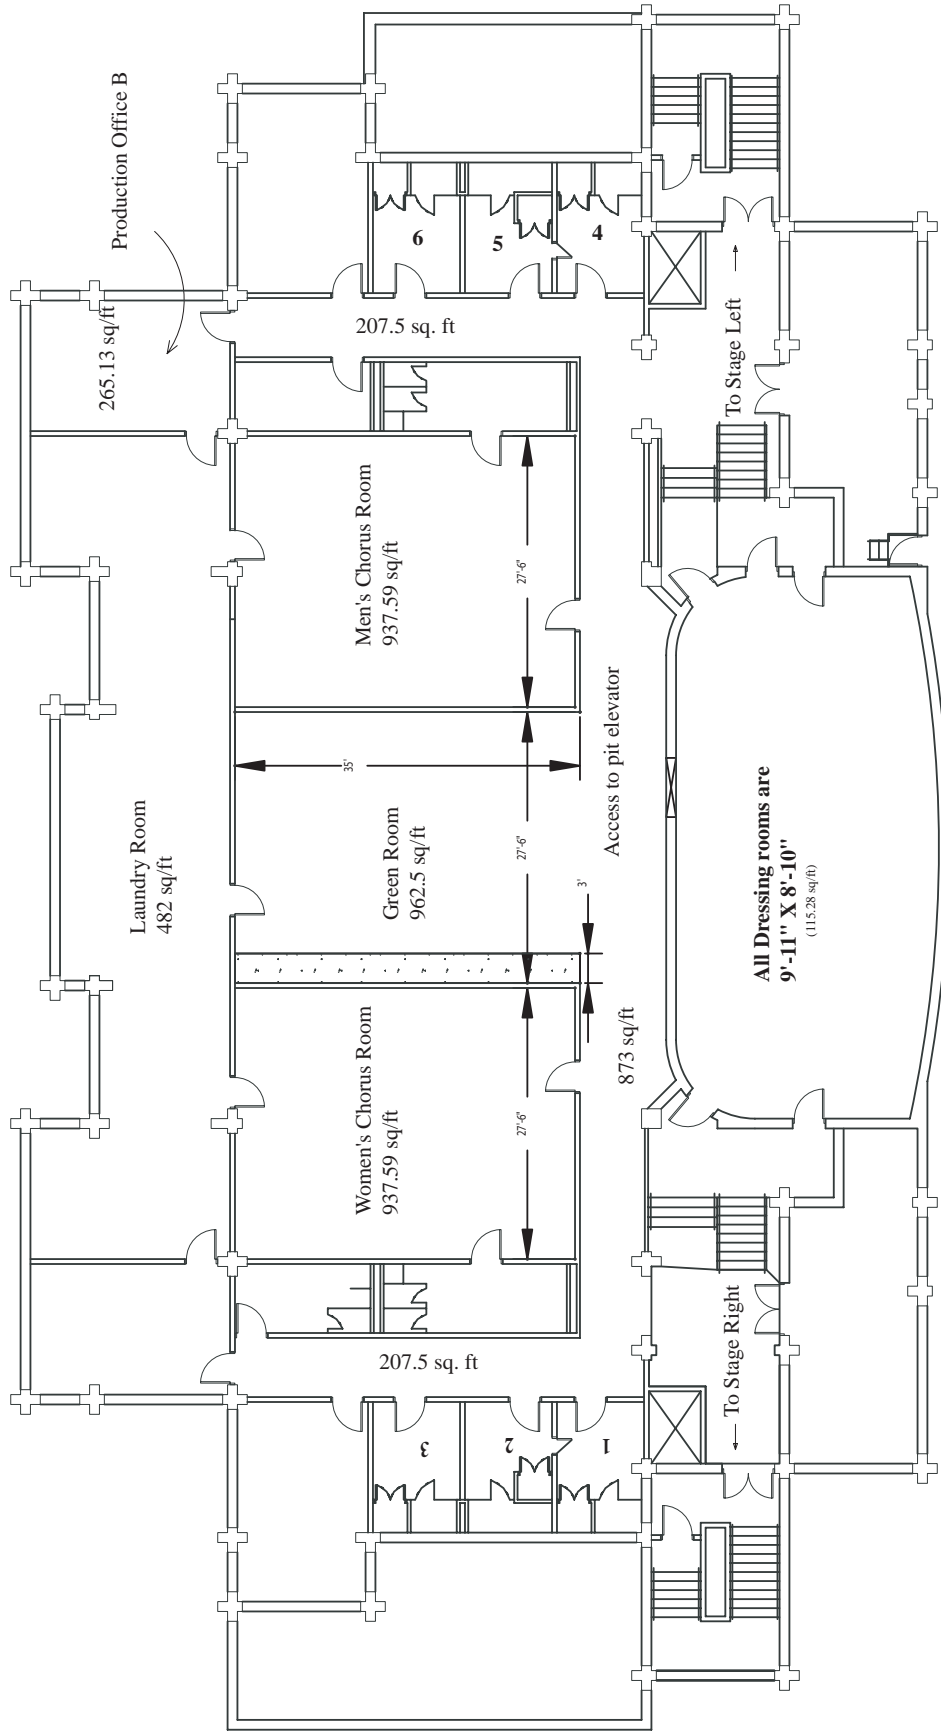 Production Office B
265.13 sq/ft
6
5
4
207.5 sq. ft
To Stage Left
Men's Chorus Room
937.59 sq/ft
27'-6"
Laundry Room
482 sq/ft
35'
Green Room
962.5 sq/ft
27'-6"
Access to pit elevator
3'
873 sq/ft
All Dressing rooms are
9'-11" X 8'-10"
(115.28 sq/ft)
Women's Chorus Room
937.59 sq/ft
27'-6"
207.5 sq. ft
To Stage Right
3
2
1